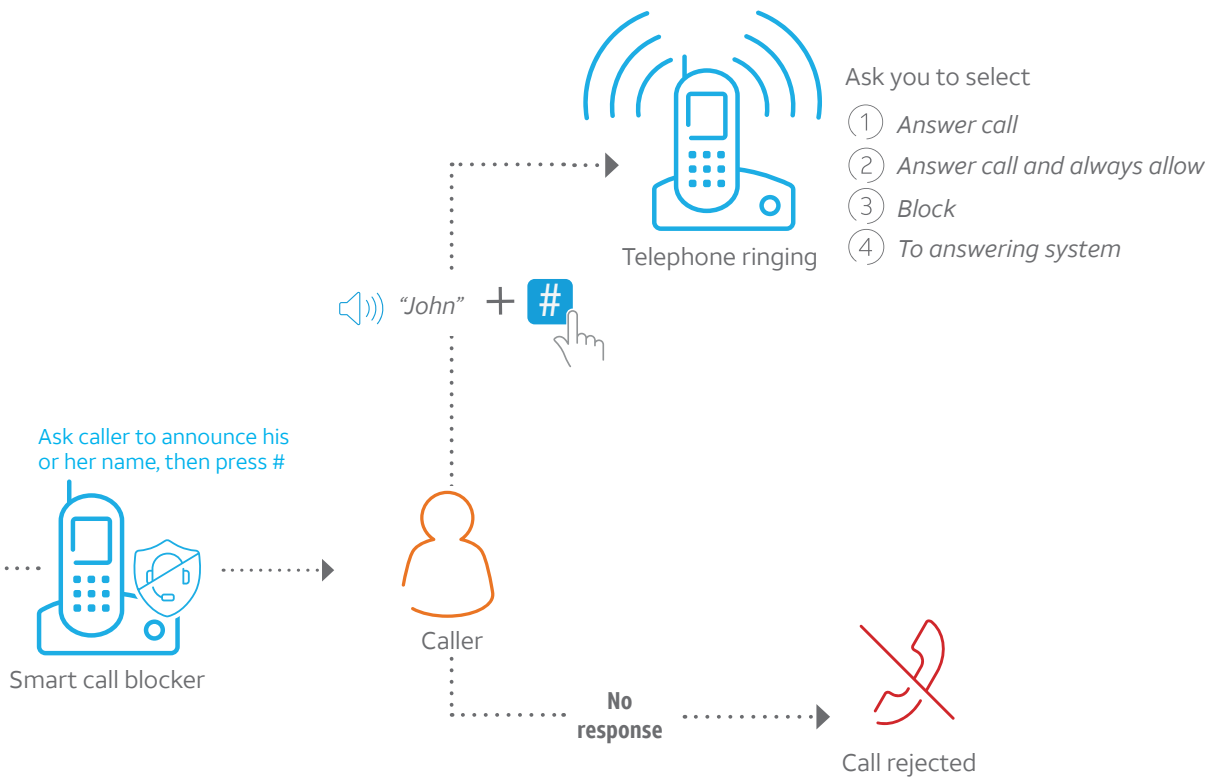 Ask you to select
1 Answer call
2 Answer call and always allow
3 Block
4 To answering system
Telephone ringing
“John” + #
Ask caller to announce his
or her name, then press #
Smart call blocker
Caller
No
response
Call rejected